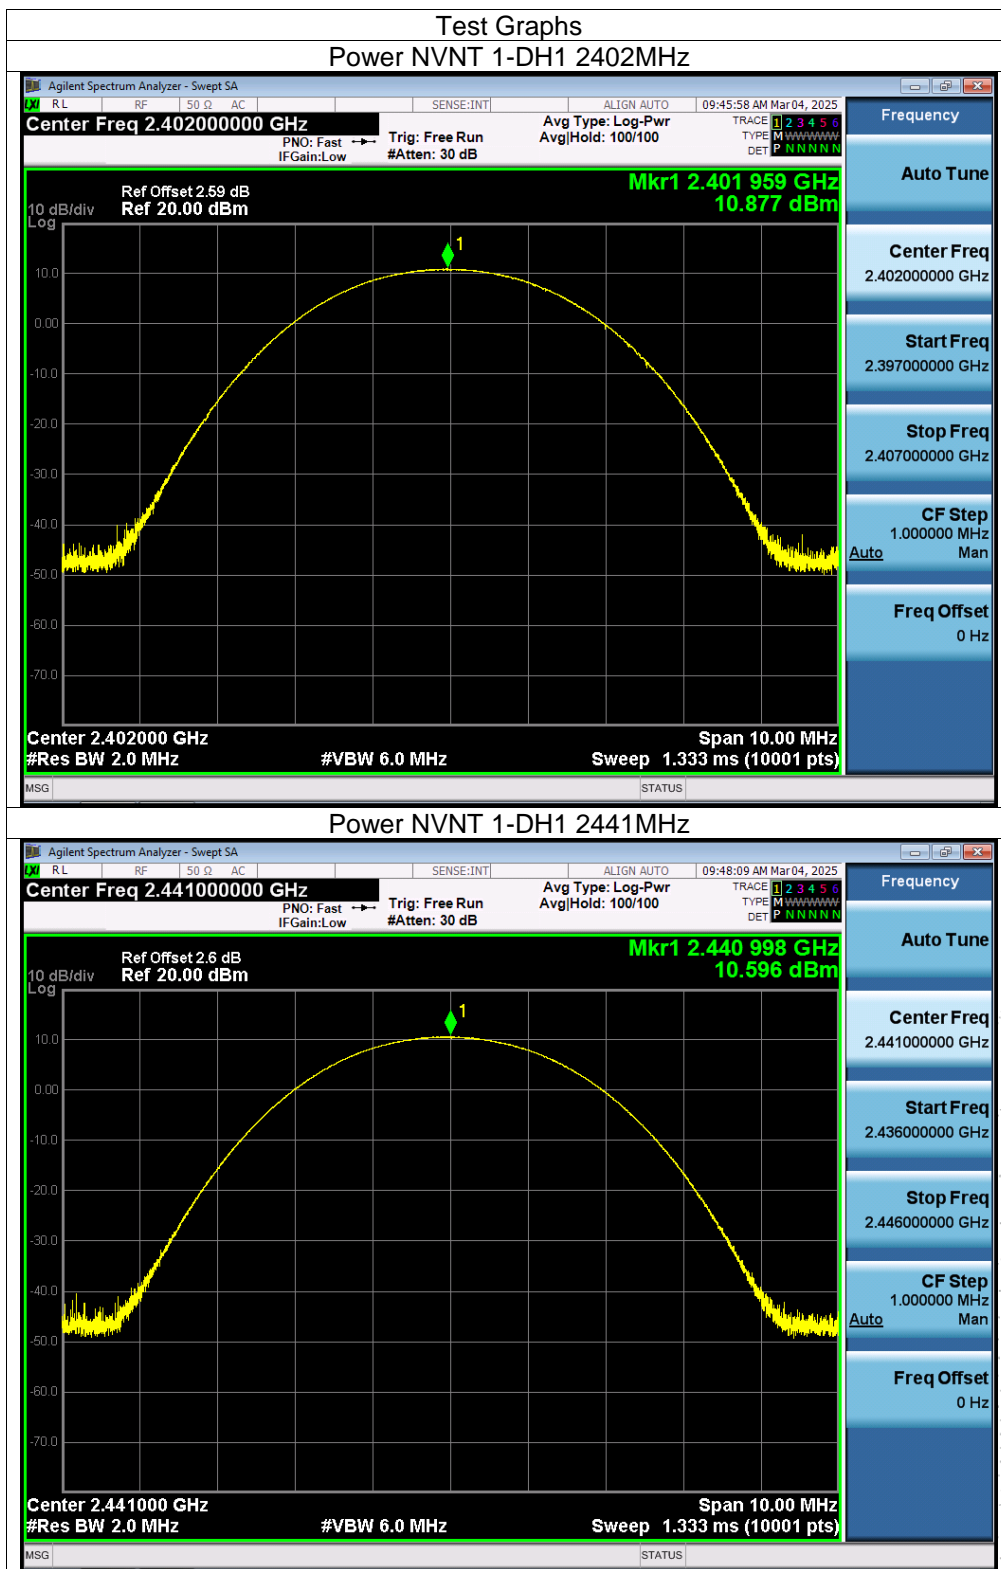 Test Graphs
Power NVNT 1-DH1 2402MHz
Agilent Spectrum Analyzer - Swept SA
LXI RL RF 50 Ω AC SENSE:INT ALIGN AUTO 09:45:58 AM Mar 04, 2025
Center Freq 2.402000000 GHz
PNO: Fast
IFGain:Low
Trig: Free Run
#Atten: 30 dB
Avg Type: Log-Pwr
Avg|Hold: 100/100
TRACE 1 2 3 4 5 6
TYPE M WWWWW
DET P N N N N N
Frequency
Auto Tune
Center Freq
2.402000000 GHz
Start Freq
2.397000000 GHz
Stop Freq
2.407000000 GHz
CF Step
1.000000 MHz
Auto Man
Freq Offset
0 Hz
Mkr1 2.401 959 GHz
10.877 dBm
Ref Offset 2.59 dB
10 dB/div Ref 20.00 dBm
Log
1
10.0
0.00
-10.0
-20.0
-30.0
-40.0
-50.0
-60.0
-70.0
Center 2.402000 GHz Span 10.00 MHz
#Res BW 2.0 MHz #VBW 6.0 MHz Sweep 1.333 ms (10001 pts)
MSG STATUS
Power NVNT 1-DH1 2441MHz
Agilent Spectrum Analyzer - Swept SA
LXI RL RF 50 Ω AC SENSE:INT ALIGN AUTO 09:48:09 AM Mar 04, 2025
Center Freq 2.441000000 GHz
PNO: Fast
IFGain:Low
Trig: Free Run
#Atten: 30 dB
Avg Type: Log-Pwr
Avg|Hold: 100/100
TRACE 1 2 3 4 5 6
TYPE M WWWWW
DET P N N N N N
Frequency
Auto Tune
Center Freq
2.441000000 GHz
Start Freq
2.436000000 GHz
Stop Freq
2.446000000 GHz
CF Step
1.000000 MHz
Auto Man
Freq Offset
0 Hz
Mkr1 2.440 998 GHz
10.596 dBm
Ref Offset 2.6 dB
10 dB/div Ref 20.00 dBm
Log
1
10.0
0.00
-10.0
-20.0
-30.0
-40.0
-50.0
-60.0
-70.0
Center 2.441000 GHz Span 10.00 MHz
#Res BW 2.0 MHz #VBW 6.0 MHz Sweep 1.333 ms (10001 pts)
MSG STATUS